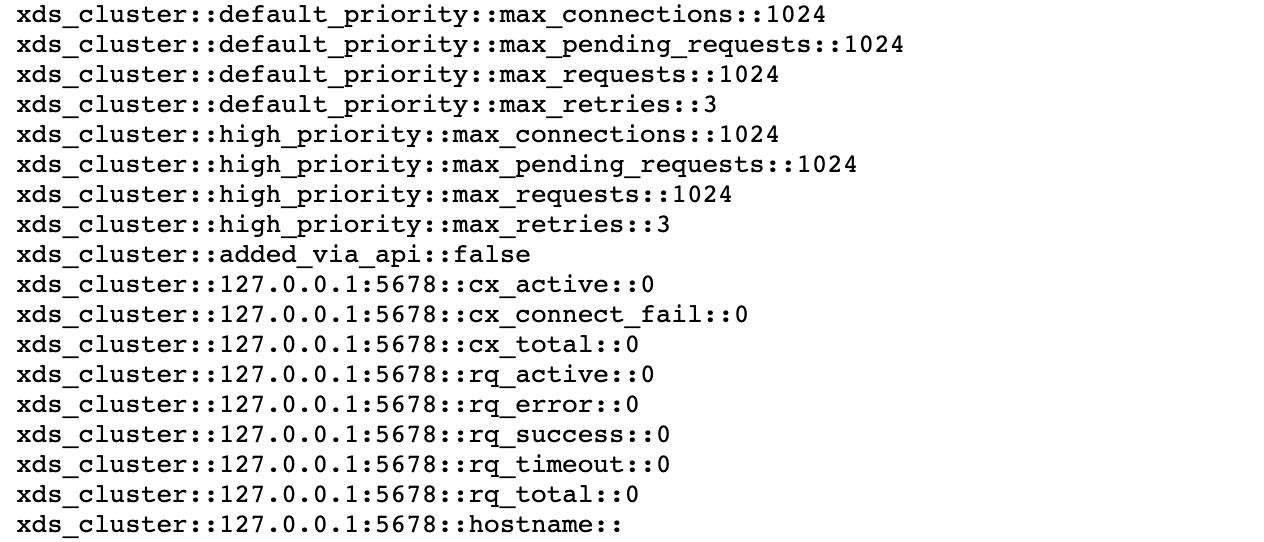 xds_cluster::default_priority::max_connections::1024
xds_cluster::default_priority::max_pending_requests::1024
xds_cluster::default_priority::max_requests::1024
xds_cluster::default_priority::max_retries::3
xds_cluster::high_priority::max_connections::1024
xds_cluster::high_priority::max_pending_requests::1024
xds_cluster::high_priority::max_requests::1024
xds_cluster::high_priority::max_retries::3
xds_cluster::added_via_api::false
xds_cluster::127.0.0.1:5678::cx_active::0
xds_cluster::127.0.0.1:5678::cx_connect_fail::0
xds_cluster::127.0.0.1:5678::cx_total::0
xds_cluster::127.0.0.1:5678::rq_active::0
xds_cluster::127.0.0.1:5678::rq_error::0
xds_cluster::127.0.0.1:5678::rq_success::0
xds_cluster::127.0.0.1:5678::rq_timeout::0
xds_cluster::127.0.0.1:5678::rq_total::0
xds_cluster::127.0.0.1:5678::hostname::